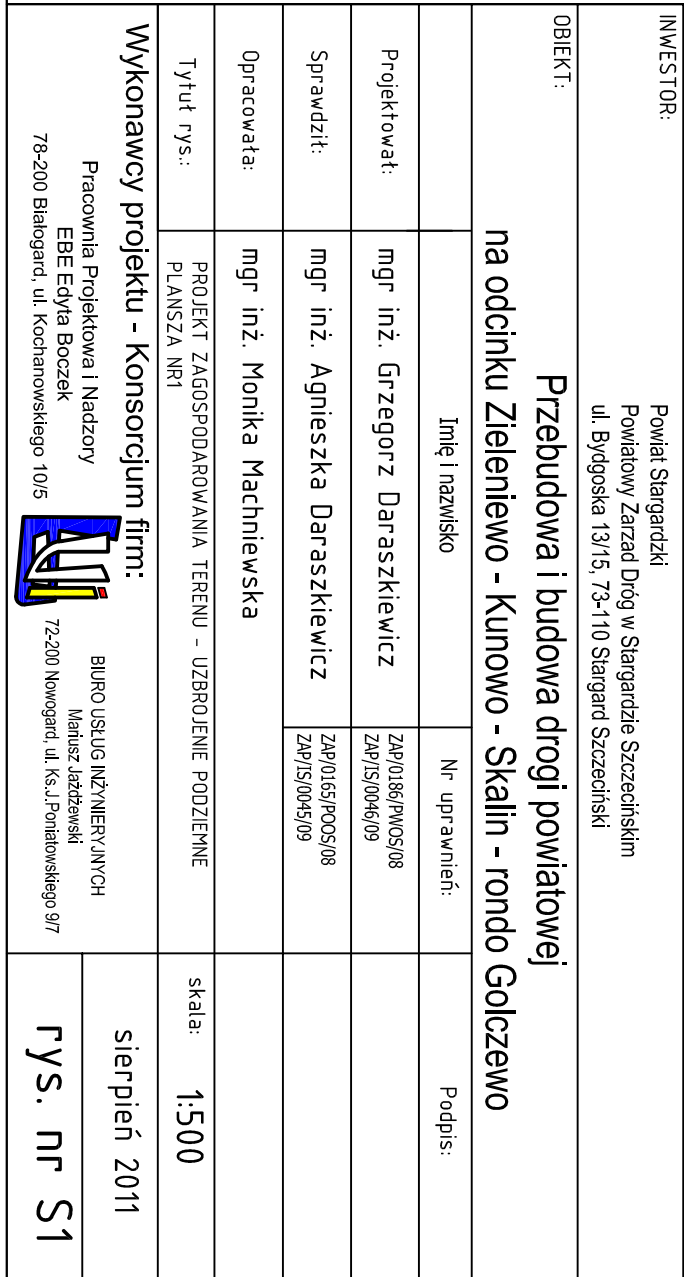 INWESTOR:
Powiat Stargardzki
Powiatowy Zarzad Dróg w Stargardzie Szczecińskim
ul. Bydgoska 13/15, 73-110 Stargard Szczeciński
OBIEKT:
Przebudowa i budowa drogi powiatowej
na odcinku Zieleniewo - Kunowo - Skalin - rondo Golczewo
Imię i nazwisko
Nr uprawnień:
Podpis:
Projektował:
mgr inż. Grzegorz Daraszkiewicz
ZAP/0186/PWOS/08
ZAP/IS/0046/09
Sprawdził:
mgr inż. Agnieszka Daraszkiewicz
ZAP/0165/POOS/08
ZAP/IS/0045/09
Opracowała:
mgr inż. Monika Machniewska
Tytuł rys.:
PROJEKT ZAGOSPODAROWANIA TERENU - UZBROJENIE PODZIEMNE
PLANSZA NR1
skala: 1:500
Wykonawcy projektu - Konsorcjum firm:
Pracownia Projektowa i Nadzory
EBE Edyta Boczek
78-200 Białogard, ul. Kochanowskiego 10/5
BIURO USŁUG INŻYNIERYJNYCH
Mariusz Jażdżewski
72-200 Nowogard, ul. Ks.J.Poniatowskiego 9/7
sierpień 2011
rys. nr S1